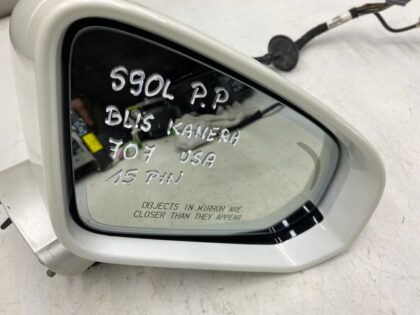 S90L P.P
BLIS KAMERA
707 USA
15 PIN
OBJECTS IN MIRROR ARE
CLOSER THAN THEY APPEAR